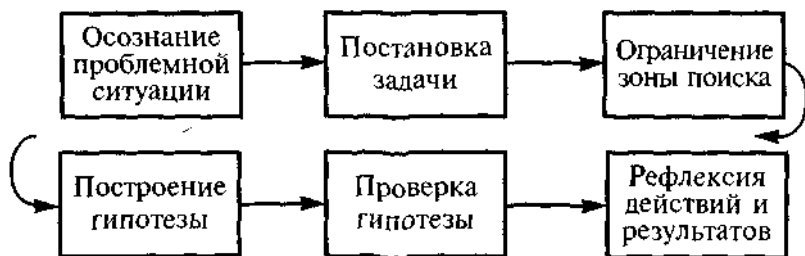 Осознание
проблемной
ситуации
Постановка
задачи
Ограничение
зоны поиска
Построение
гипотезы
Проверка
гипотезы
Рефлексия
действий и
результатов